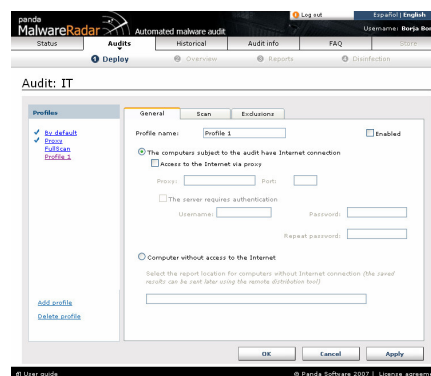 panda
MalwareRadar Automated malware audit
Log out Español | English
Username: Borja Bo
Status Audits Historical Audit info FAQ Store
1 Deploy 2 Overview 3 Reports 4 Disinfection
Audit: IT
Profiles
By default
Proxy
FullScan
Profile 1
Add profile
Delete profile
General Scan Exclusions
Profile name: Profile 1 Enabled
The computers subject to the audit have Internet connection
Access to the Internet via proxy
Proxy: Port:
The server requires authentication
Username: Password:
Repeat password:
Computer without access to the Internet
Select the report location for computers without Internet connection (the saved
results can be sent later using the remote distribution tool)
OK Cancel Apply
User guide © Panda Software 2007 | License agreeme